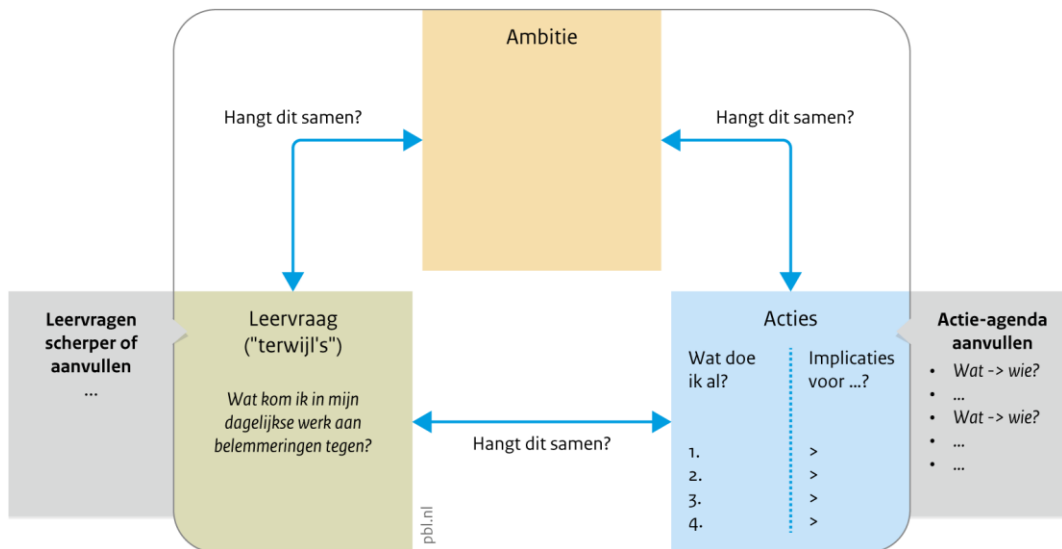 Ambitie
Hangt dit samen?
Hangt dit samen?
Leervragen
scherper of
aanvullen
...
Leervraag
("terwijl's")
Wat kom ik in mijn
dagelijkse werk aan
belemmeringen tegen?
Hangt dit samen?
pbl.nl
Acties
Wat doe
ik al?
Implicaties
voor ...?
1. >
2. >
3. >
4. >
Actie-agenda
aanvullen
• Wat -> wie?
• ...
• Wat -> wie?
• ...
• ...